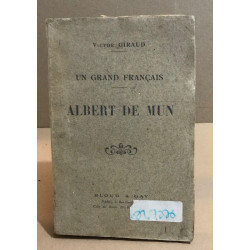 Victor GIRAUD
UN GRAND FRANÇAIS
ALBERT DE MUN
BLOUD & GAY